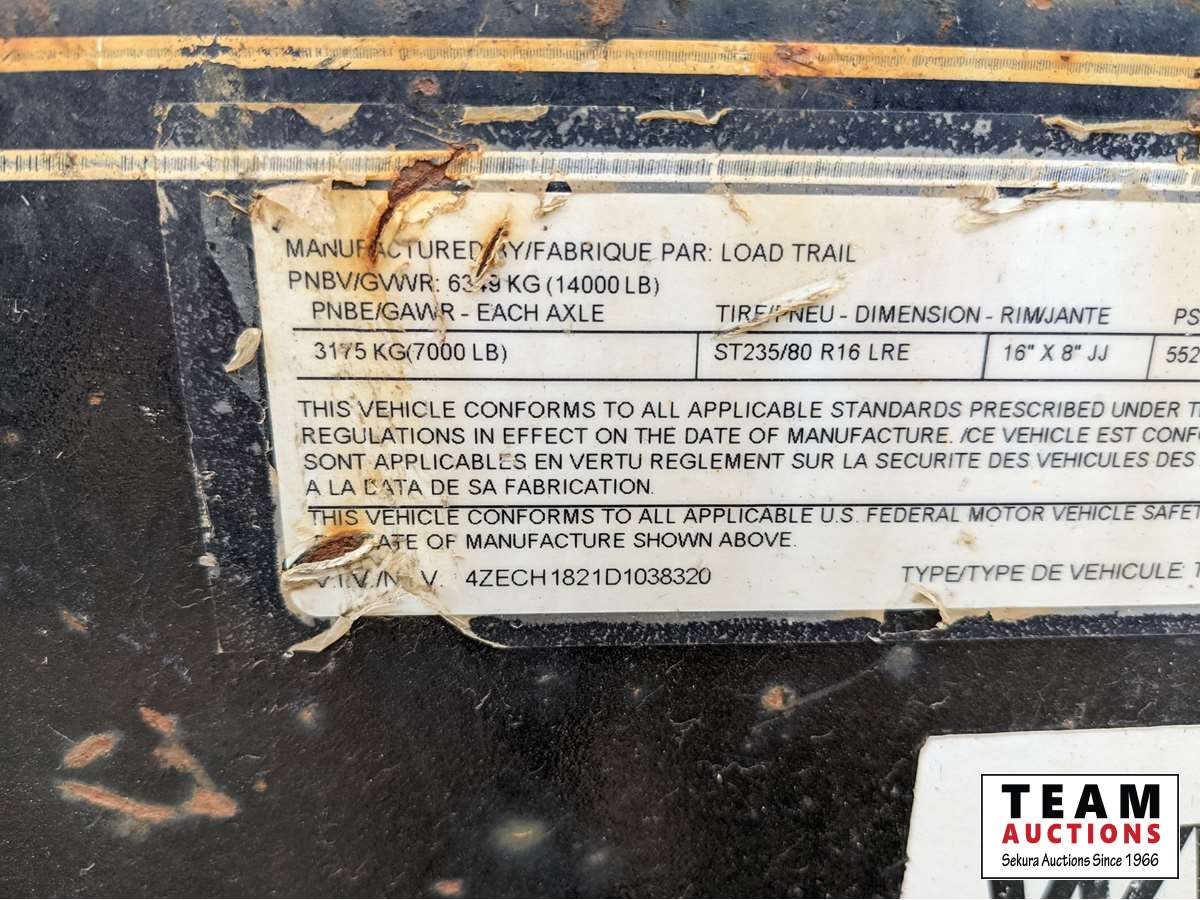 MANUFACTURED BY/FABRIQUE PAR: LOAD TRAIL
PNBV/GVWR: 6349 KG (14000 LB)
PNBE/GAWR - EACH AXLE TIRE/PNEU - DIMENSION - RIM/JANTE PS
3175 KG(7000 LB) ST235/80 R16 LRE 16" X 8" JJ 552
THIS VEHICLE CONFORMS TO ALL APPLICABLE STANDARDS PRESCRIBED UNDER
REGULATIONS IN EFFECT ON THE DATE OF MANUFACTURE. /CE VEHICLE EST CONF
SONT APPLICABLES EN VERTU REGLEMENT SUR LA SECURITE DES VEHICULES DES
A LA DATA DE SA FABRICATION.
THIS VEHICLE CONFORMS TO ALL APPLICABLE U.S. FEDERAL MOTOR VEHICLE SAFET
DATE OF MANUFACTURE SHOWN ABOVE.
V.I.V./N.I.V. 4ZECH1821D1038320 TYPE/TYPE DE VEHICULE: T
TEAM
AUCTIONS
Sekura Auctions Since 1966